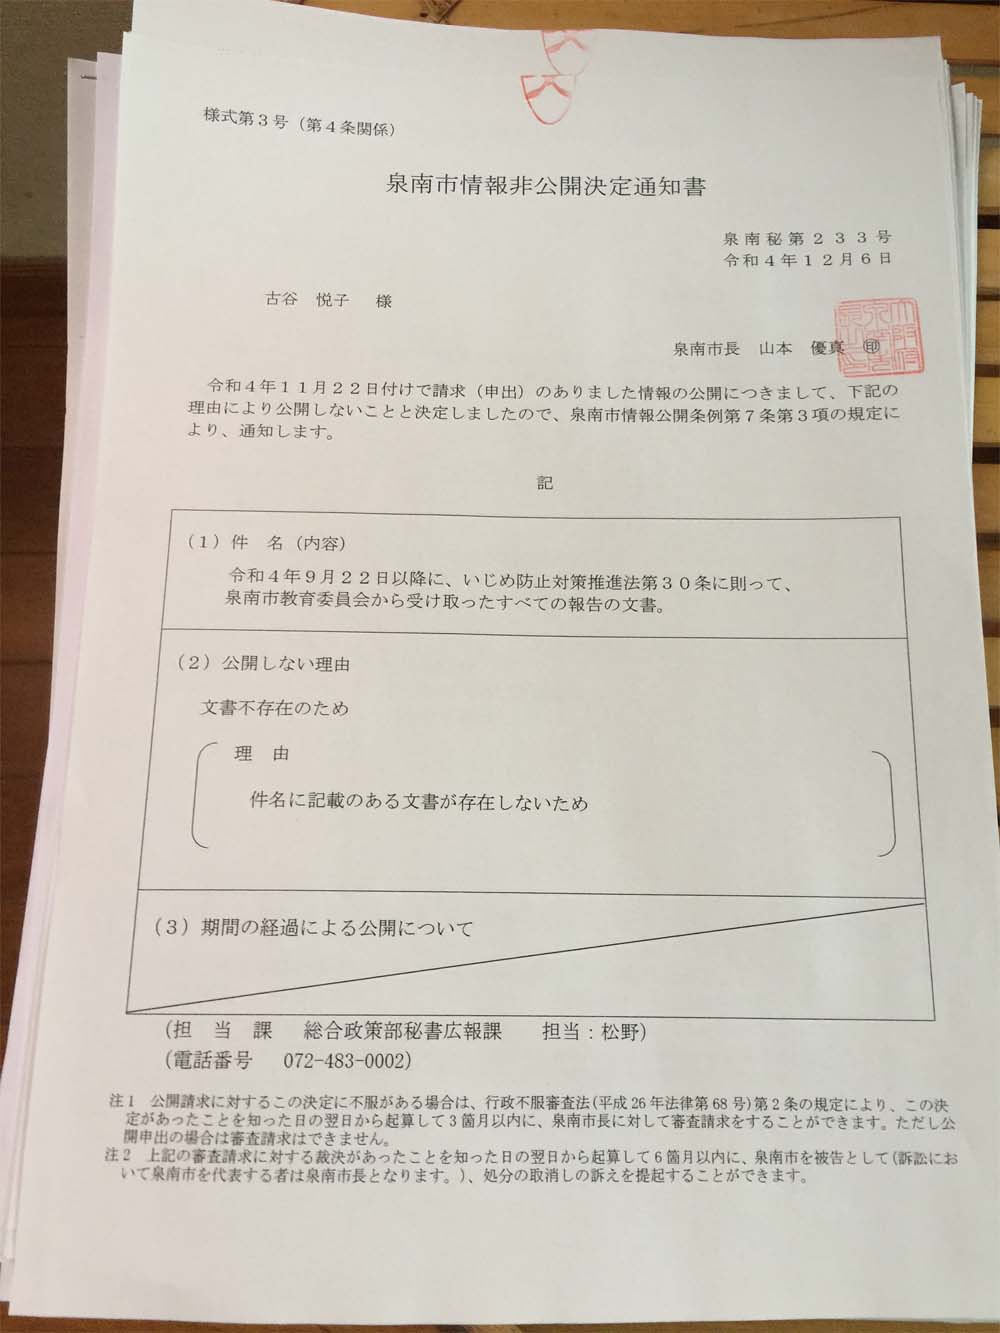 様式第３号（第４条関係）
泉南市情報非公開決定通知書
泉南秘第２３３号
令和４年１２月６日
古谷　悦子　様
泉南市長　山本　優真　㊞
令和４年１１月２２日付けで請求（申出）のありました情報の公開につきまして、下記の
理由により公開しないことと決定しましたので、泉南市情報公開条例第７条第３項の規定に
より、通知します。
記
（１）件　名（内容）
令和４年９月２２日以降に、いじめ防止対策推進法第３０条に則って、
泉南市教育委員会から受け取ったすべての報告の文書。
（２）公開しない理由
文書不存在のため
理　由
件名に記載のある文書が存在しないため
（３）期間の経過による公開について
(担　当　課　　総合政策部秘書広報課　　担当：松野)
(電話番号　　072-483-0002)
注１　公開請求に対するこの決定に不服がある場合は、行政不服審査法(平成 26 年法律第 68 号)第２条の規定により、この決
定があったことを知った日の翌日から起算して３箇月以内に、泉南市長に対して審査請求をすることができます。ただし公
開申出の場合は審査請求はできません。
注２　上記の審査請求に対する裁決があったことを知った日の翌日から起算して６箇月以内に、泉南市を被告として(訴訟にお
いて泉南市を代表する者は泉南市長となります。)、処分の取消しの訴えを提起することができます。